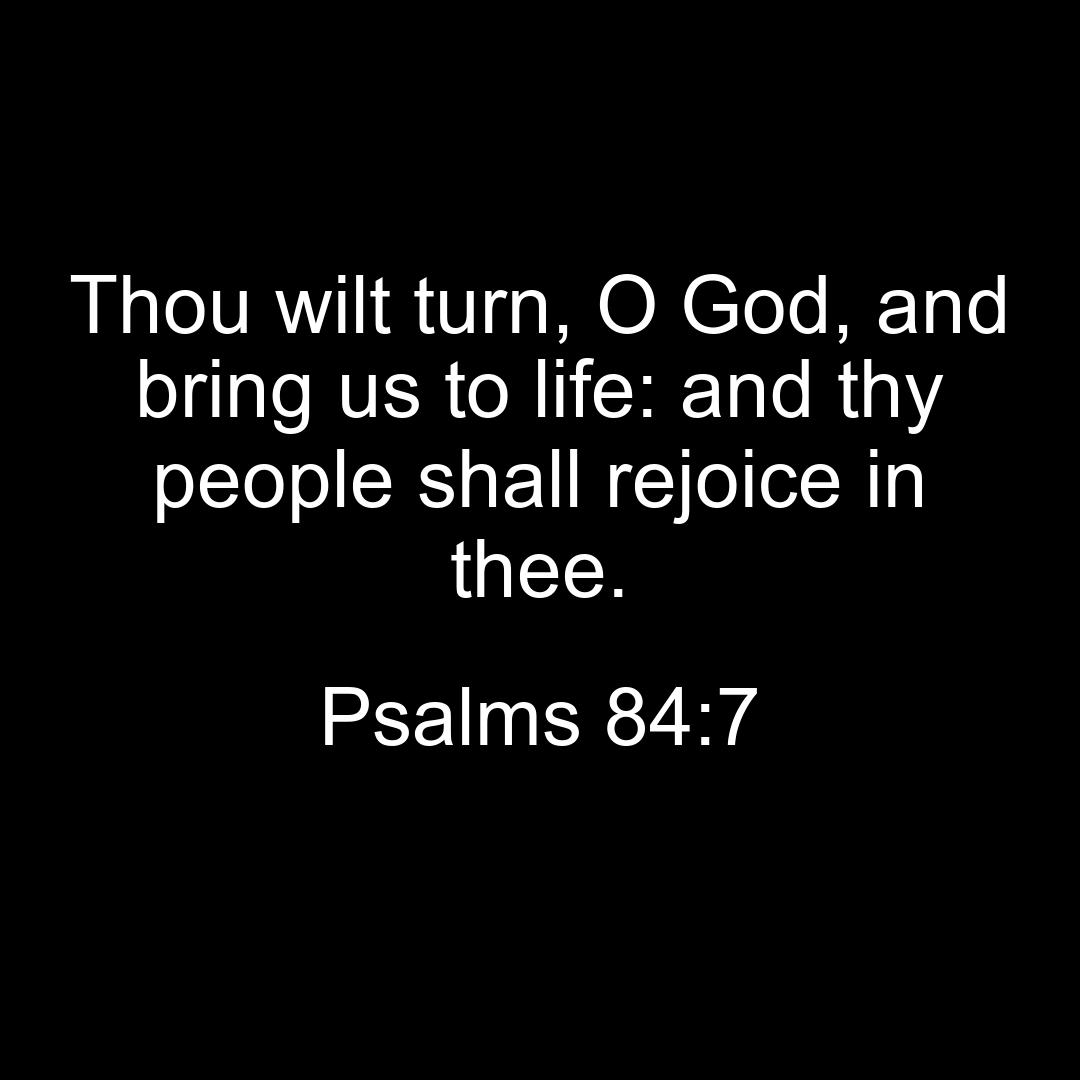 Thou wilt turn, O God, and
bring us to life: and thy
people shall rejoice in
thee.
Psalms 84:7